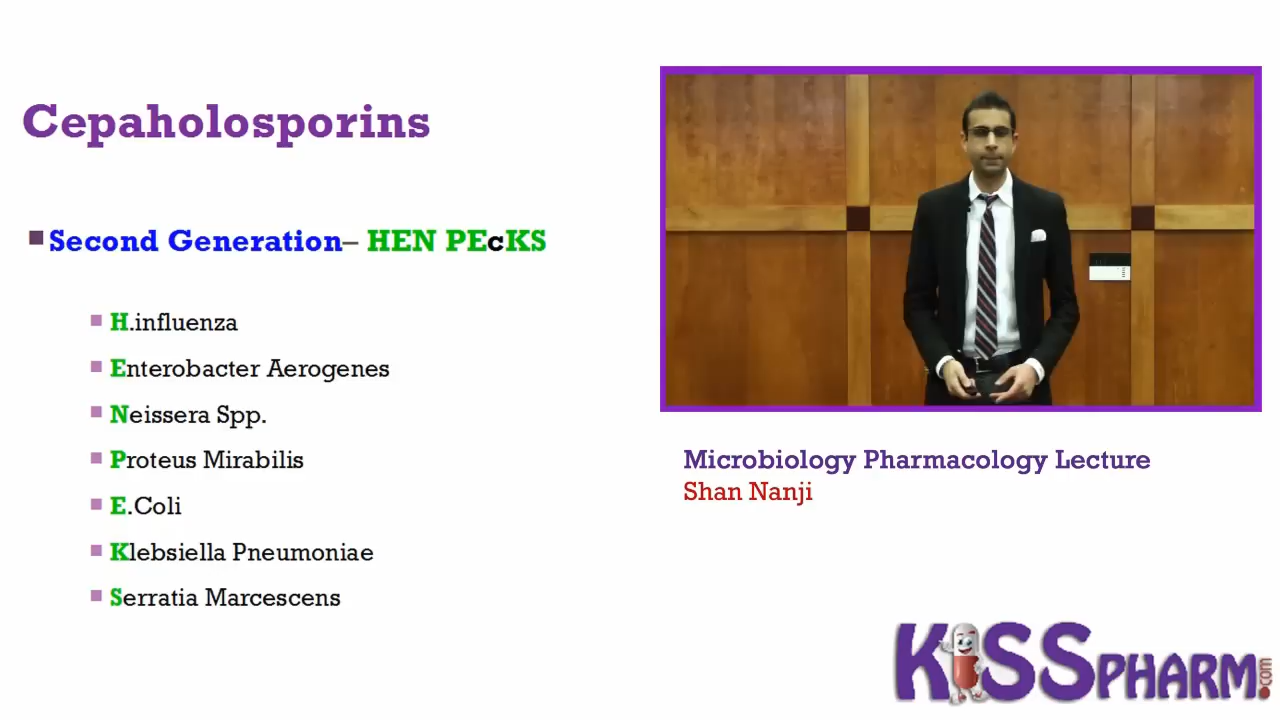 Cepaholosporins
Second Generation– HEN PEcKS
H.influenza
Enterobacter Aerogenes
Neissera Spp.
Proteus Mirabilis
E.Coli
Klebsiella Pneumoniae
Serratia Marcescens
Microbiology Pharmacology Lecture
Shan Nanji
KISSPHARM.com